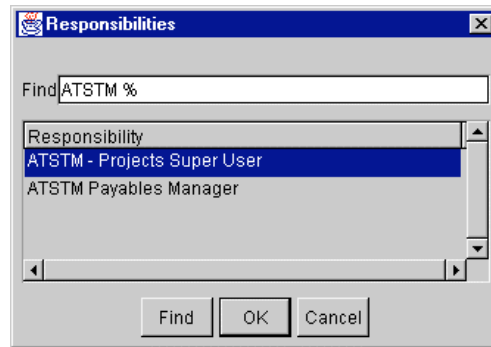 Responsibilities
Find ATSTM %
Responsibility
ATSTM - Projects Super User
ATSTM Payables Manager
Find OK Cancel